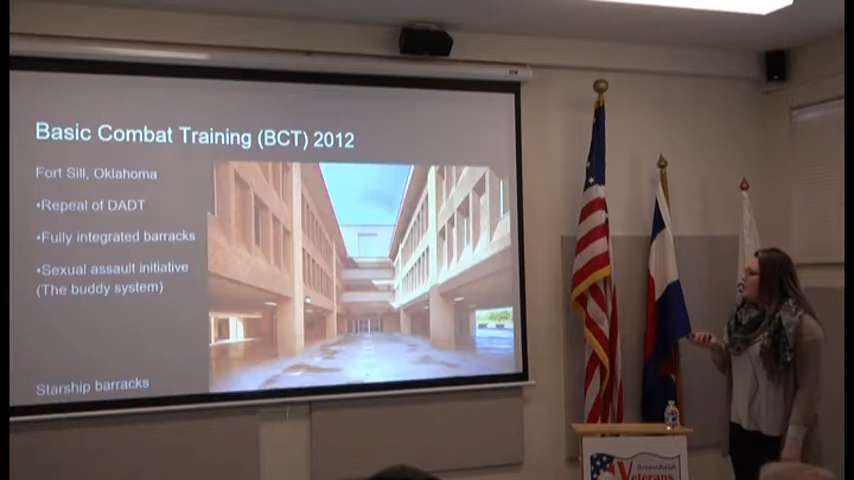 Basic Combat Training (BCT) 2012
Fort Sill, Oklahoma
•Repeal of DADT
•Fully integrated barracks
•Sexual assault initiative
(The buddy system)
Starship barracks
Broomfield
Veterans